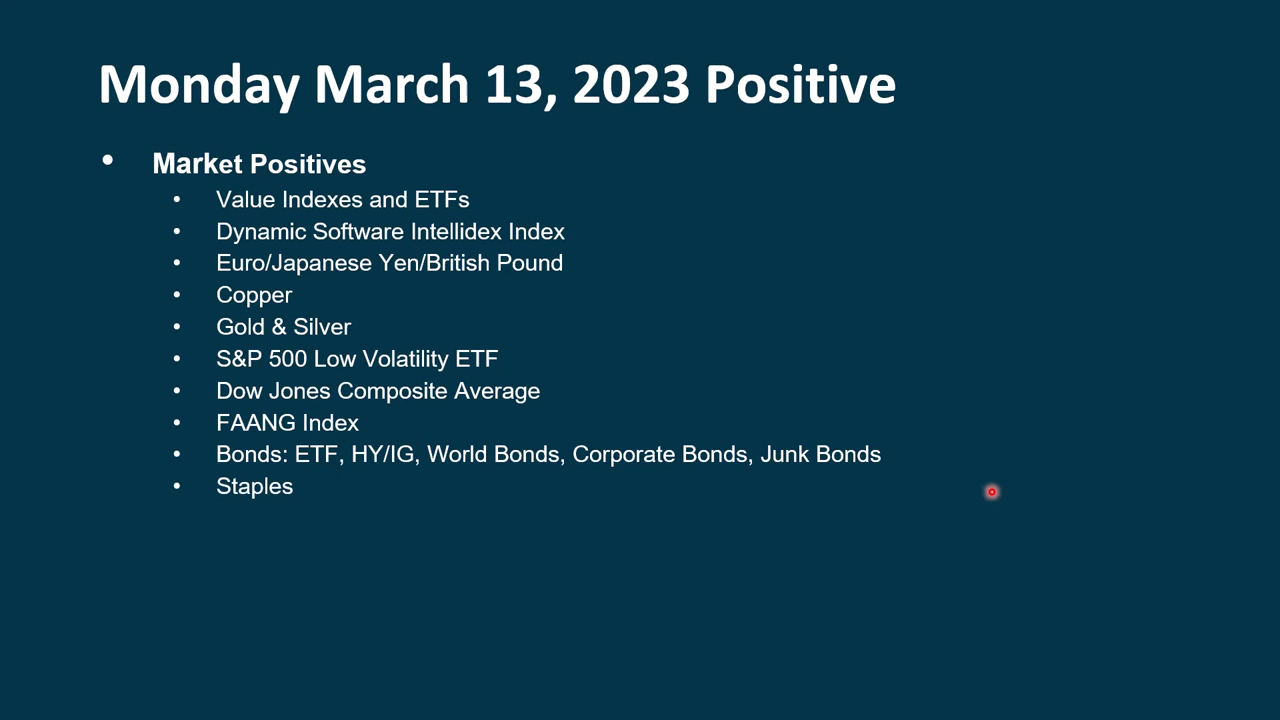 Monday March 13, 2023 Positive
• Market Positives
• Value Indexes and ETFs
• Dynamic Software Intellidex Index
• Euro/Japanese Yen/British Pound
• Copper
• Gold & Silver
• S&P 500 Low Volatility ETF
• Dow Jones Composite Average
• FAANG Index
• Bonds: ETF, HY/IG, World Bonds, Corporate Bonds, Junk Bonds
• Staples